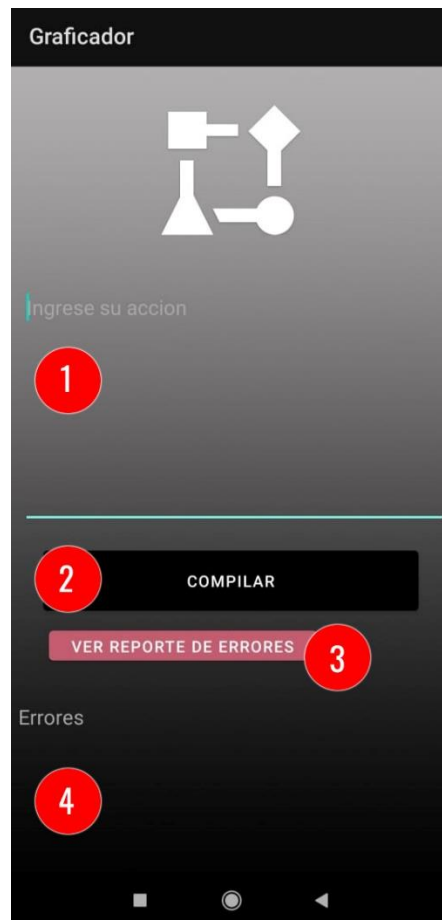 Graficador
Ingrese su accion
1
2
COMPILAR
VER REPORTE DE ERRORES
3
Errores
4